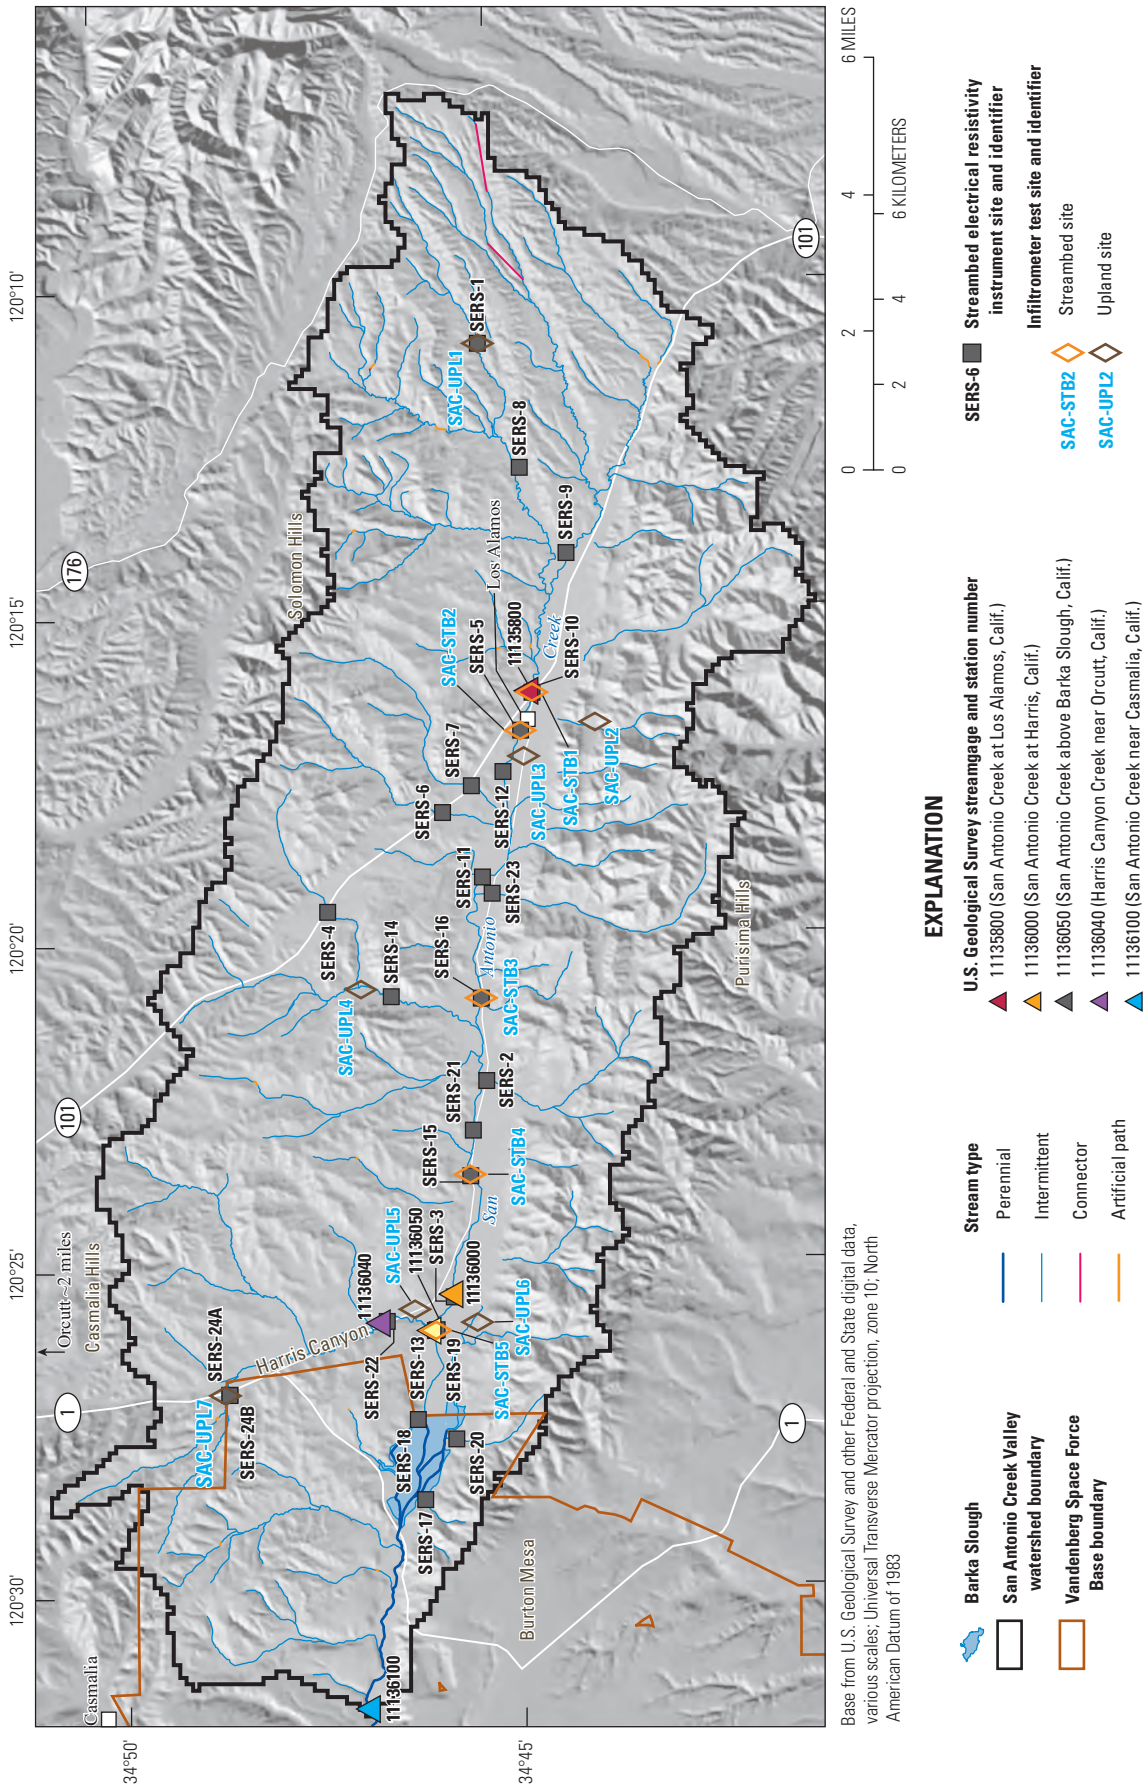 120°30'
120°25'
120°20'
120°15'
120°10'
34°50'
34°45'
Casmalia
Orcutt ~2 miles
Casmalia Hills
1
101
176
Solomon Hills
SAC-UPL7
SERS-24A
SERS-24B
Harris Canyon
11136040
SERS-22
SAC-UPL5
11136050
SERS-3
11136000
SERS-13
SERS-19
SAC-STB5
SAC-UPL6
SERS-18
SERS-20
SERS-17
11136100
Burton Mesa
1
San
Antonio
Creek
SERS-15
SAC-STB4
SERS-21
SERS-2
SAC-UPL4
SERS-14
SERS-4
SERS-16
SAC-STB3
SERS-11
SERS-23
SERS-6
SERS-7
SERS-12
SAC-UPL3
SAC-STB1
SAC-UPL2
SAC-STB2
SERS-5
Los Alamos
11135800
SERS-10
SERS-9
SERS-8
SAC-UPL1
SERS-1
101
Purisima Hills
Base from U.S. Geological Survey and other Federal and State digital data,
various scales; Universal Transverse Mercator projection, zone 10; North
American Datum of 1983
0 2 4 6 MILES
0 2 4 6 KILOMETERS
EXPLANATION
Barka Slough
San Antonio Creek Valley
watershed boundary
Vandenberg Space Force
Base boundary
Stream type
Perennial
Intermittent
Connector
Artificial path
U.S. Geological Survey streamgage and station number
11135800 (San Antonio Creek at Los Alamos, Calif.)
11136000 (San Antonio Creek at Harris, Calif.)
11136050 (San Antonio Creek above Barka Slough, Calif.)
11136040 (Harris Canyon Creek near Orcutt, Calif.)
11136100 (San Antonio Creek near Casmalia, Calif.)
SERS-6 Streambed electrical resistivity
instrument site and identifier
Infiltrometer test site and identifier
SAC-STB2 Streambed site
SAC-UPL2 Upland site